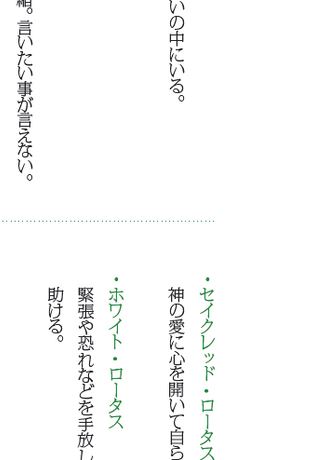 いの中にいる。
。言いたい事が言えない。
・セイクレッド・ロータス
神の愛に心を開いて自ら
・ホワイト・ロータス
緊張や恐れなどを手放し
助ける。